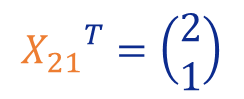 X₂₁ᵀ = (2
1)